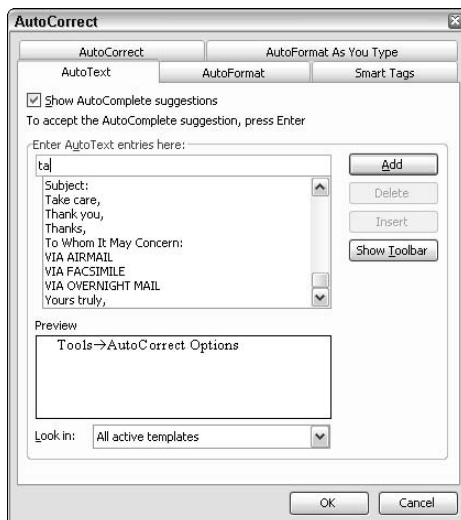 AutoCorrect
AutoCorrect AutoFormat As You Type
AutoText AutoFormat Smart Tags
Show AutoComplete suggestions
To accept the AutoComplete suggestion, press Enter
Enter AutoText entries here:
ta Add
Subject:
Take care, Delete
Thank you,
Thanks, Insert
To Whom It May Concern:
VIA AIRMAIL Show Toolbar
VIA FACSIMILE
VIA OVERNIGHT MAIL
Yours truly,
Preview
Tools→AutoCorrect Options
Look in: All active templates
OK Cancel